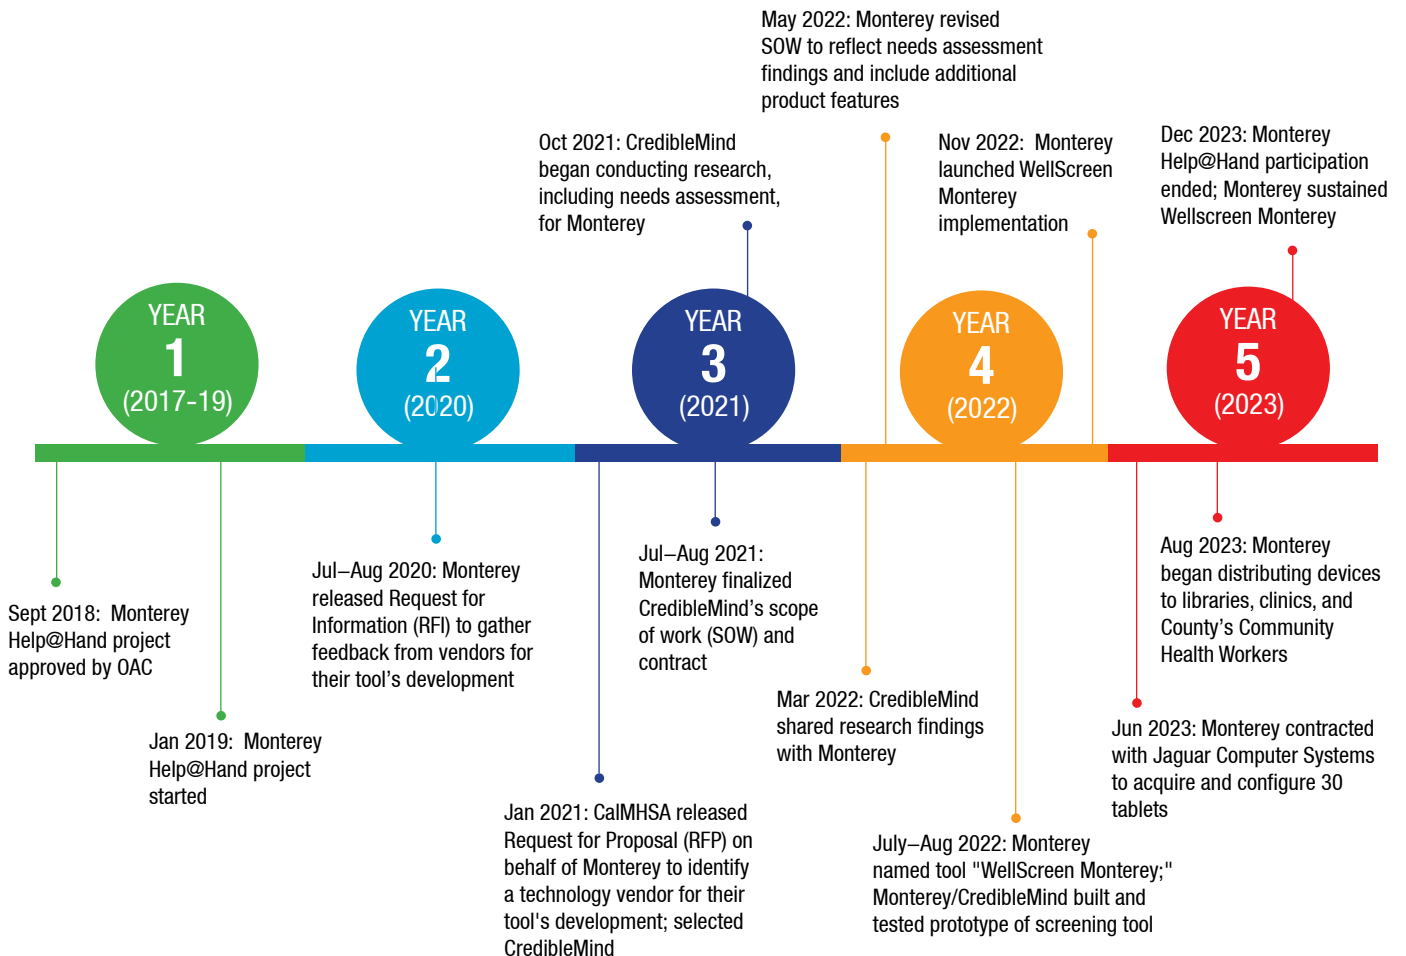 May 2022: Monterey revised
SOW to reflect needs assessment
findings and include additional
product features
Oct 2021: CredibleMind
began conducting research,
including needs assessment,
for Monterey
Nov 2022:  Monterey
launched WellScreen
Monterey
implementation
Dec 2023: Monterey
Help@Hand participation
ended; Monterey sustained
Wellscreen Monterey
YEAR
1
(2017-19)
YEAR
2
(2020)
YEAR
3
(2021)
YEAR
4
(2022)
YEAR
5
(2023)
Sept 2018:  Monterey
Help@Hand project
approved by OAC
Jan 2019:  Monterey
Help@Hand project
started
Jul–Aug 2020: Monterey
released Request for
Information (RFI) to gather
feedback from vendors for
their tool’s development
Jan 2021: CalMHSA released
Request for Proposal (RFP) on
behalf of Monterey to identify
a technology vendor for their
tool's development; selected
CredibleMind
Jul–Aug 2021:
Monterey finalized
CredibleMind’s scope
of work (SOW) and
contract
Mar 2022: CredibleMind
shared research findings
with Monterey
July–Aug 2022: Monterey
named tool "WellScreen Monterey;"
Monterey/CredibleMind built and
tested prototype of screening tool
Jun 2023: Monterey contracted
with Jaguar Computer Systems
to acquire and configure 30
tablets
Aug 2023: Monterey
began distributing devices
to libraries, clinics, and
County’s Community
Health Workers